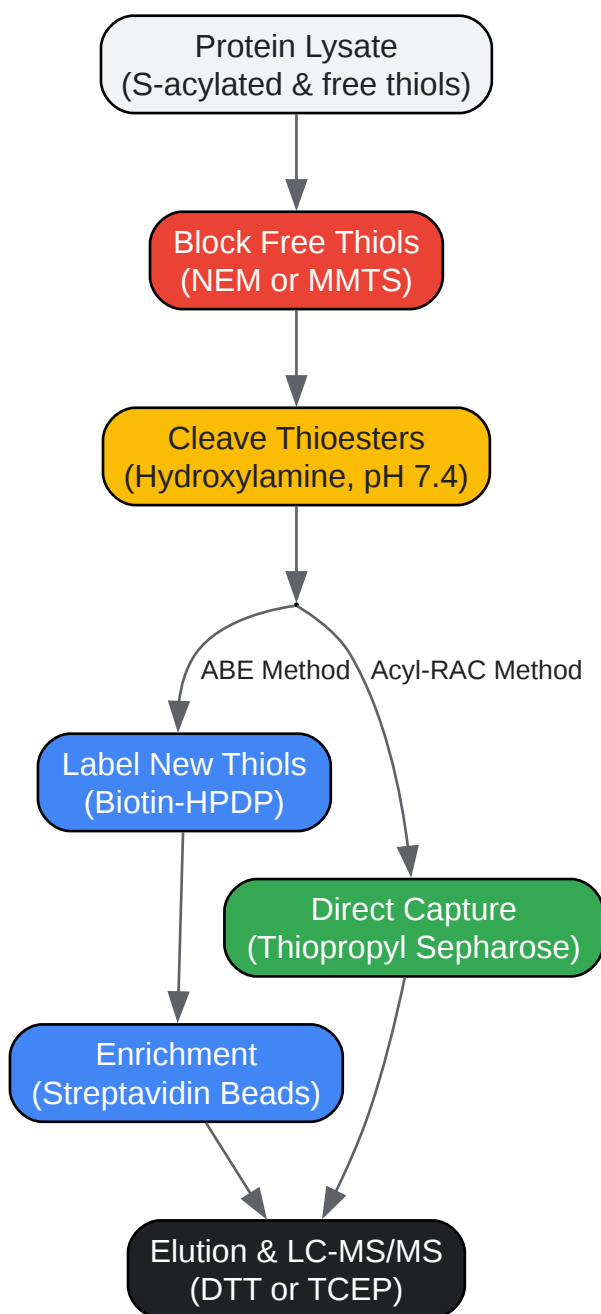 Protein Lysate
(S-acylated & free thiols)
Block Free Thiols
(NEM or MMTS)
Cleave Thioesters
(Hydroxylamine, pH 7.4)
ABE Method
Acyl-RAC Method
Label New Thiols
(Biotin-HPDP)
Direct Capture
(Thiopropyl Sepharose)
Enrichment
(Streptavidin Beads)
Elution & LC-MS/MS
(DTT or TCEP)